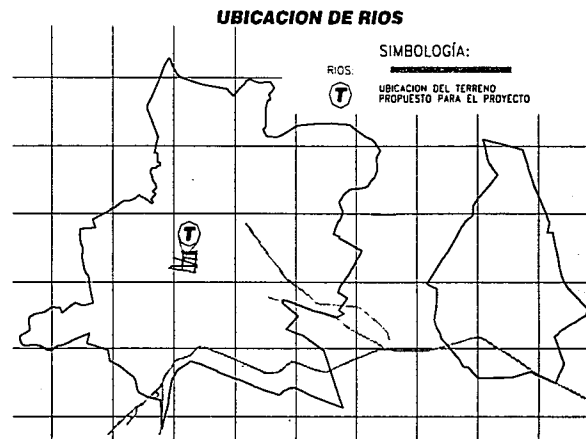 UBICACION DE RIOS
SIMBOLOGÍA:
RIOS:
T
UBICACION DEL TERRENO
PROPUESTO PARA EL PROYECTO
T